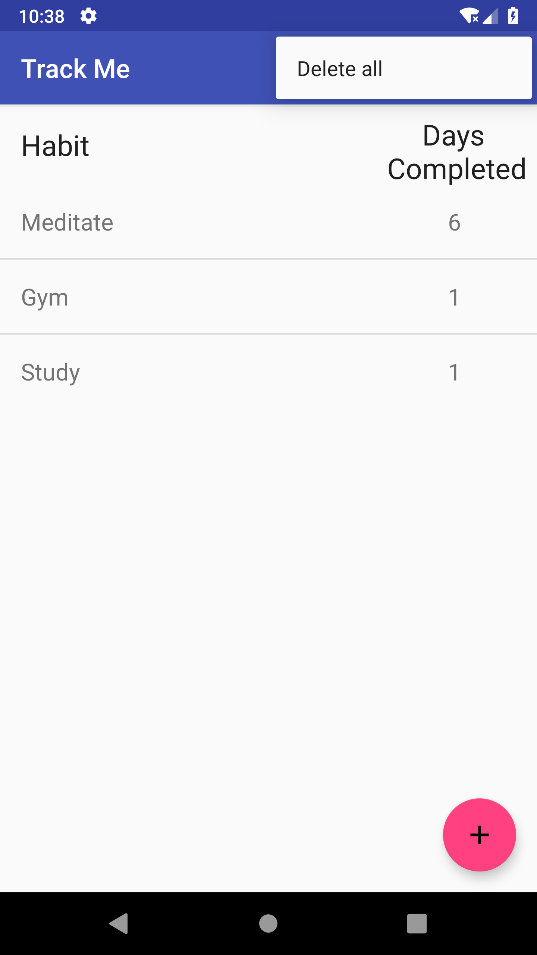 10:38
Track Me
Delete all
Habit
Days
Completed
Meditate 6
Gym 1
Study 1
+